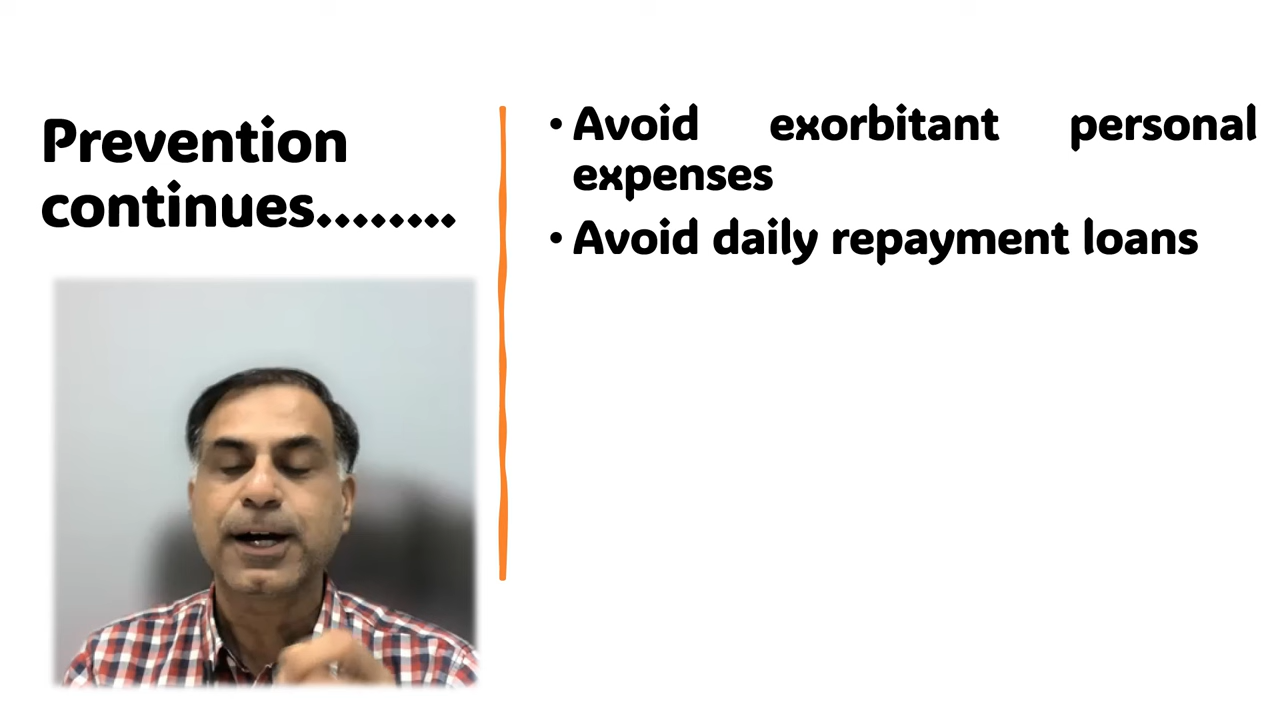 Prevention
continues........
• Avoid exorbitant personal
expenses
• Avoid daily repayment loans